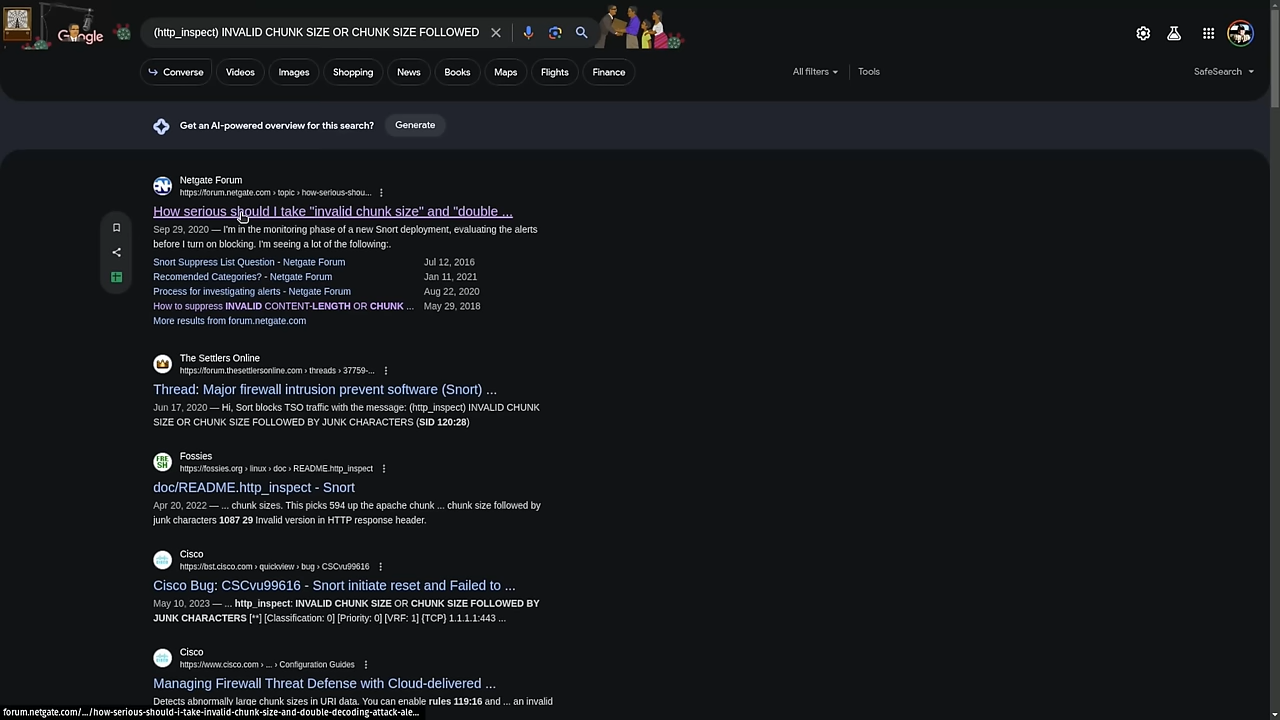 Google
(http_inspect) INVALID CHUNK SIZE OR CHUNK SIZE FOLLOWED
Converse
Videos
Images
Shopping
News
Books
Maps
Flights
Finance
All filters
Tools
SafeSearch
Get an AI-powered overview for this search?
Generate
Netgate Forum
https://forum.netgate.com › topic › how-serious-shou...
How serious should I take "invalid chunk size" and "double ...
Sep 29, 2020 — I'm in the monitoring phase of a new Snort deployment, evaluating the alerts
before I turn on blocking. I'm seeing a lot of the following:.
Snort Suppress List Question - Netgate Forum Jul 12, 2016
Recomended Categories? - Netgate Forum Jan 11, 2021
Process for investigating alerts - Netgate Forum Aug 22, 2020
How to suppress INVALID CONTENT-LENGTH OR CHUNK ... May 29, 2018
More results from forum.netgate.com
The Settlers Online
https://forum.thesettlersonline.com › threads › 37759-...
Thread: Major firewall intrusion prevent software (Snort) ...
Jun 17, 2020 — Hi, Sort blocks TSO traffic with the message: (http_inspect) INVALID CHUNK
SIZE OR CHUNK SIZE FOLLOWED BY JUNK CHARACTERS (SID 120:28)
FRE
SH
Fossies
https://fossies.org › linux › doc › README.http_inspect
doc/README.http_inspect - Snort
Apr 20, 2022 — ... chunk sizes. This picks 594 up the apache chunk ... chunk size followed by
junk characters 1087 29 Invalid version in HTTP response header.
Cisco
https://bst.cisco.com › quickview › bug › CSCvu99616
Cisco Bug: CSCvu99616 - Snort initiate reset and Failed to ...
May 10, 2023 — ... http_inspect: INVALID CHUNK SIZE OR CHUNK SIZE FOLLOWED BY
JUNK CHARACTERS [**] [Classification: 0] [Priority: 0] [VRF: 1] {TCP} 1.1.1.1:443 ...
Cisco
https://www.cisco.com › ... › Configuration Guides
Managing Firewall Threat Defense with Cloud-delivered ...
Detects abnormally large chunk sizes in URI data. You can enable rules 119:16 and ... an invalid
forum.netgate.com/.../how-serious-should-i-take-invalid-chunk-size-and-double-decoding-attack-ale...